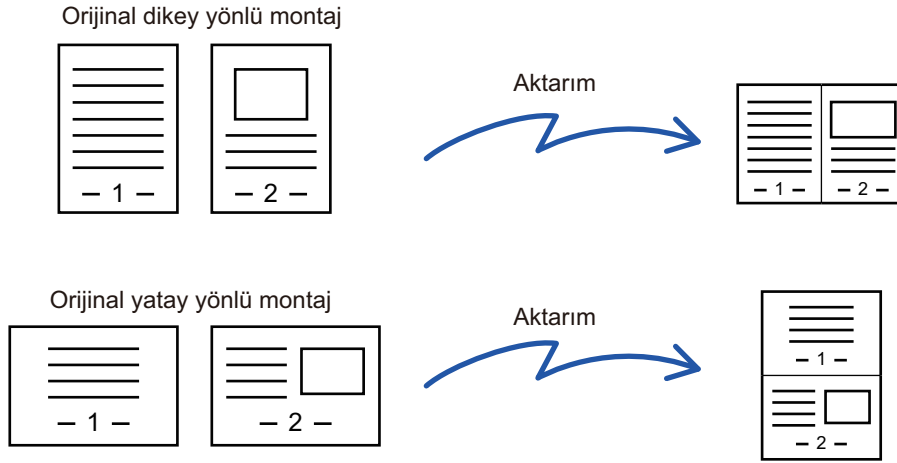 Orijinal dikey yönlü montaj
Aktarım
– 1 –
– 2 –
– 1 –
– 2 –
Orijinal yatay yönlü montaj
Aktarım
– 1 –
– 2 –
– 1 –
– 2 –